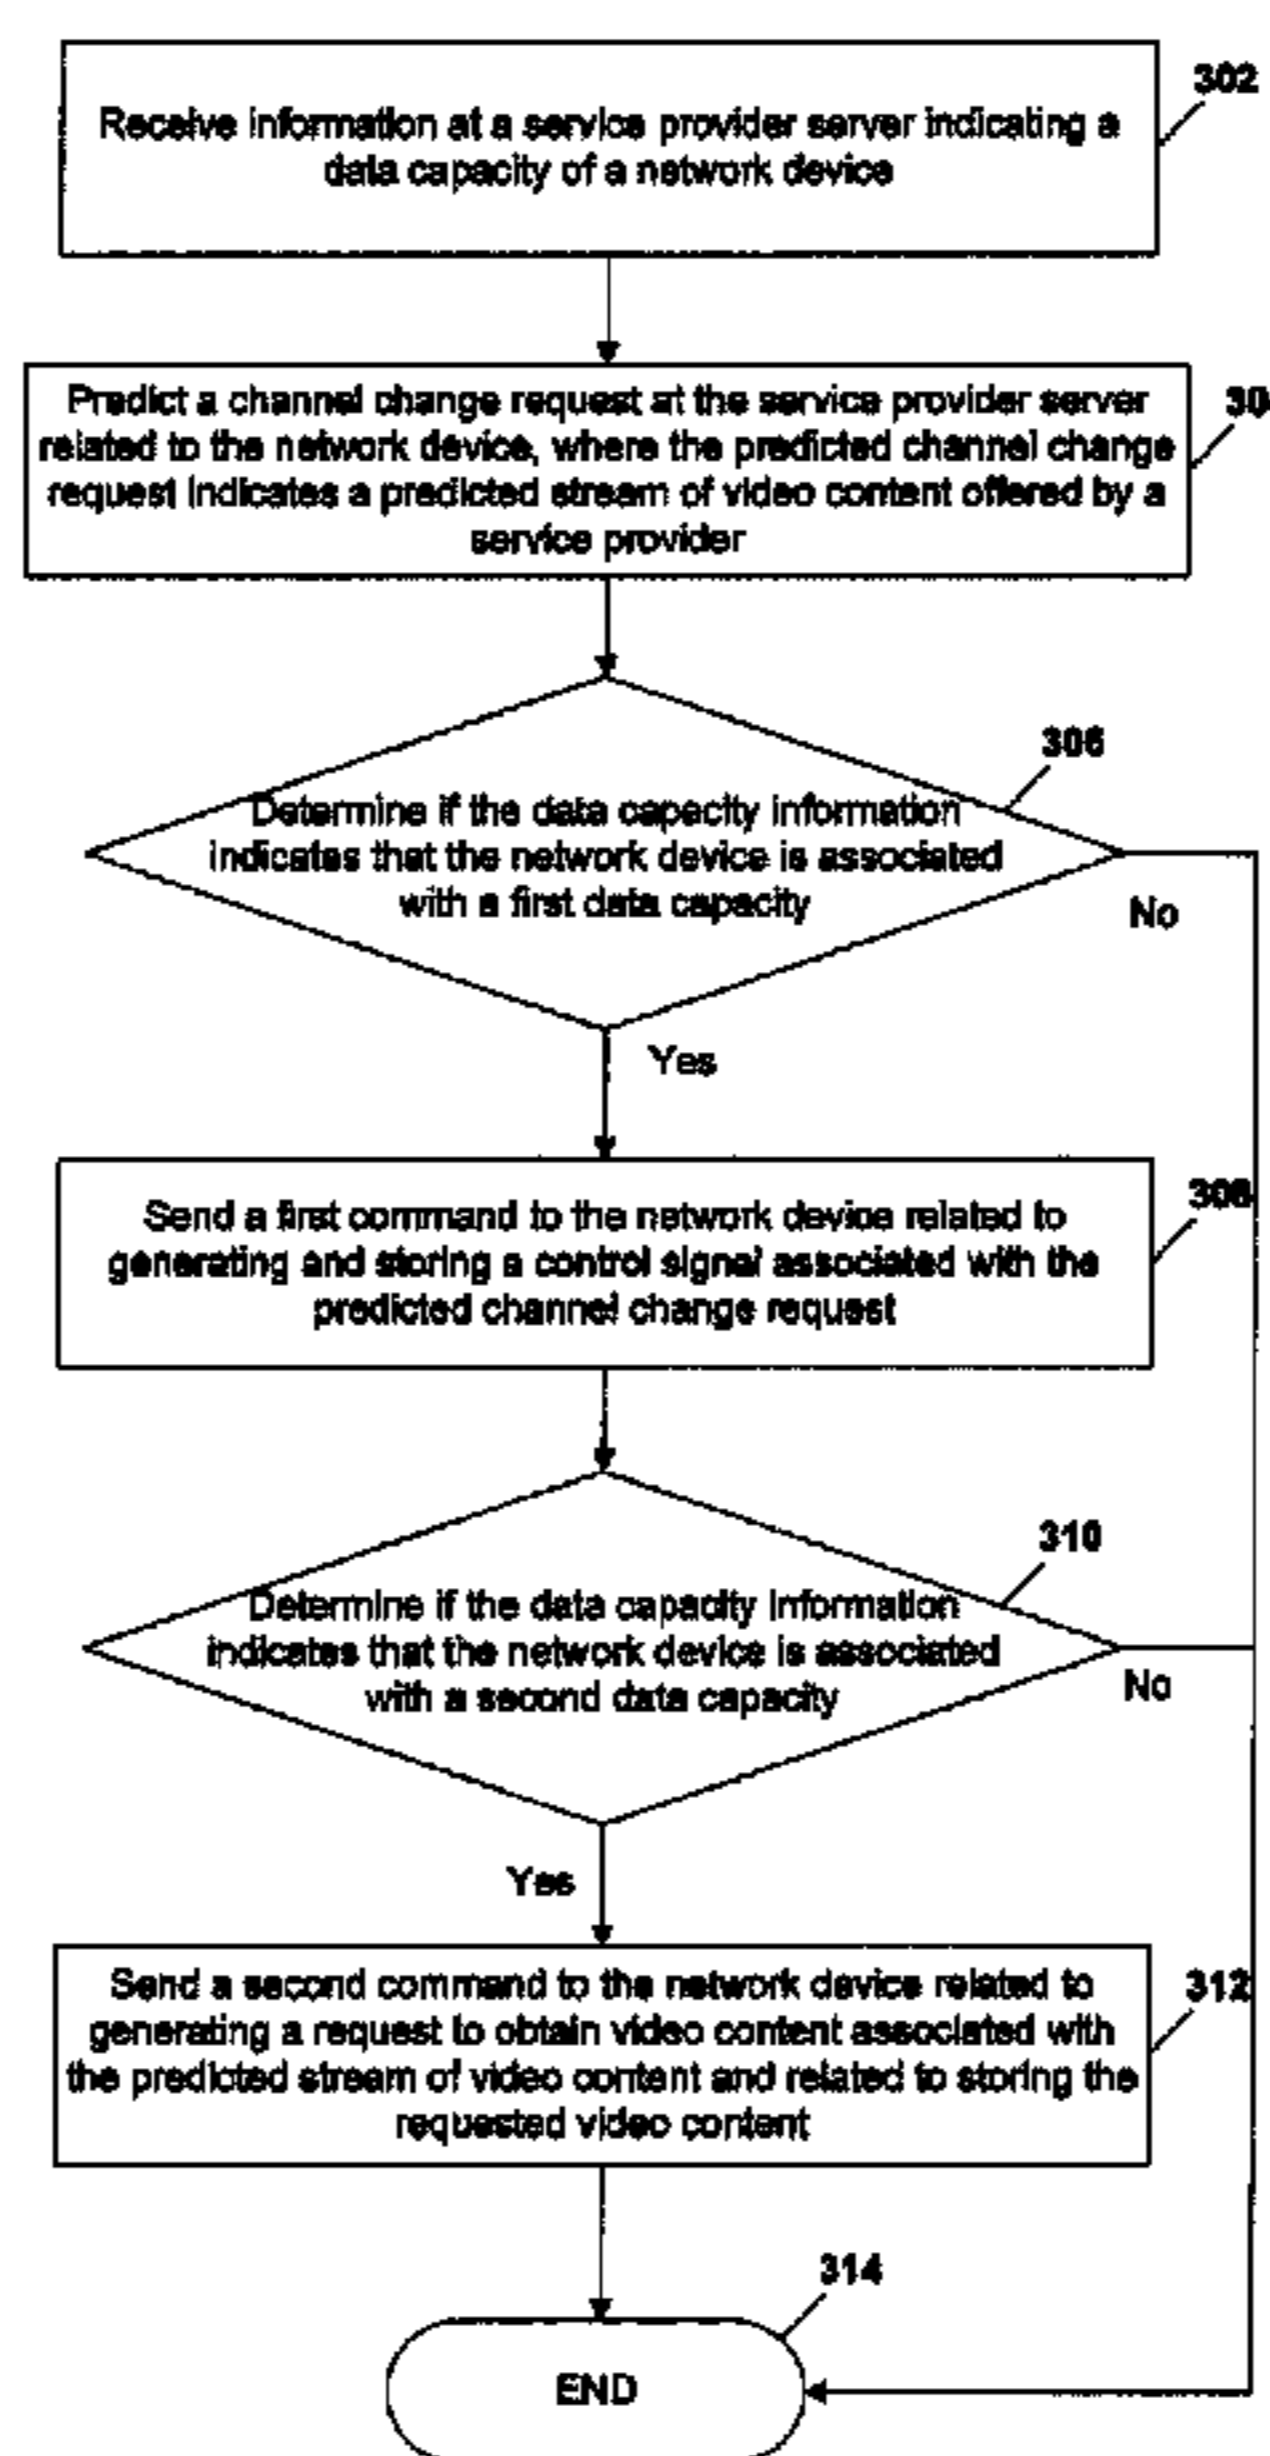 302
Receive information at a service provider server indicating a
data capacity of a network device
30
Predict a channel change request at the service provider server
related to the network device, where the predicted channel change
request indicates a predicted stream of video content offered by a
service provider
306
Determine if the data capacity information
indicates that the network device is associated
with a first data capacity
No
Yes
308
Send a first command to the network device related to
generating and storing a control signal associated with the
predicted channel change request
310
Determine if the data capacity information
indicates that the network device is associated
with a second data capacity
No
Yes
312
Send a second command to the network device related to
generating a request to obtain video content associated with
the predicted stream of video content and related to storing the
requested video content
314
END